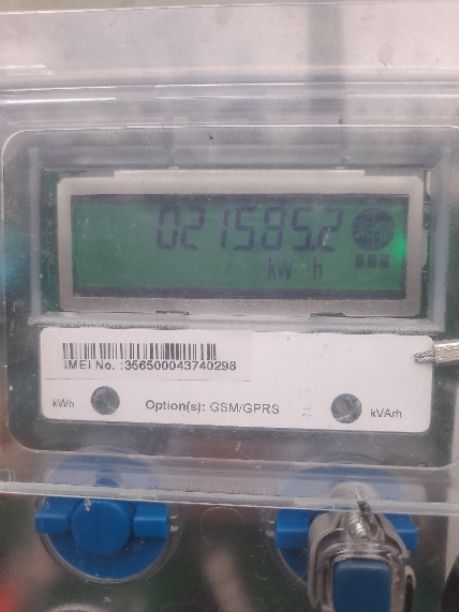 021585.2
kW h
IMEI No. :356500043740298
kWh
Option(s): GSM/GPRS
kVArh